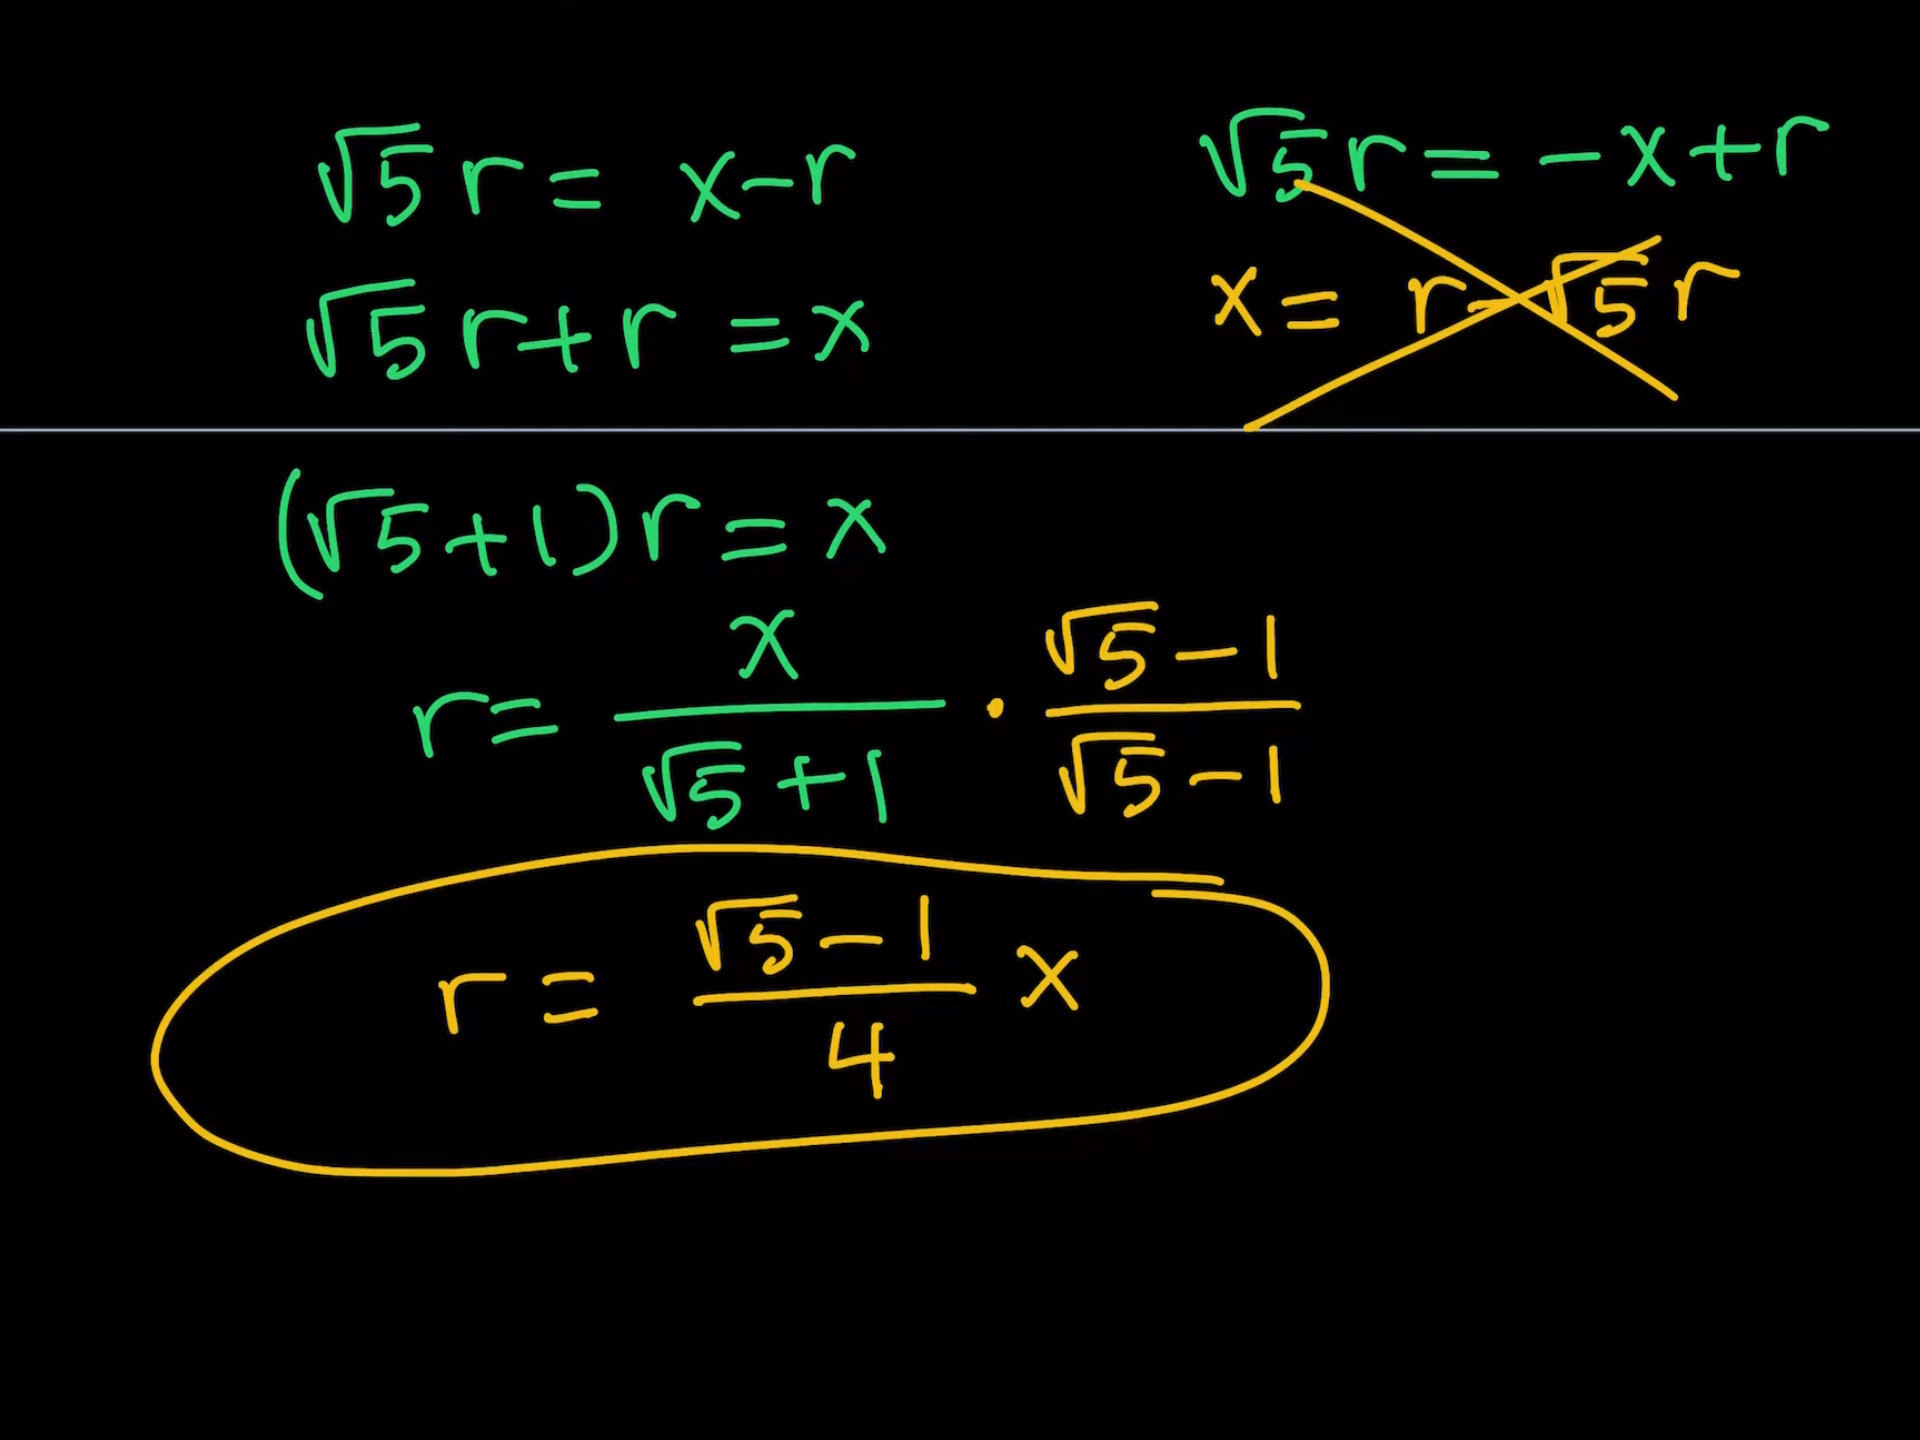 √5 r = x - r
√5 r + r = x
√5 r = -x + r
x = r - √5 r
(√5 + 1) r = x
r = x / (√5 + 1) · (√5 - 1) / (√5 - 1)
r = (√5 - 1) / 4 x